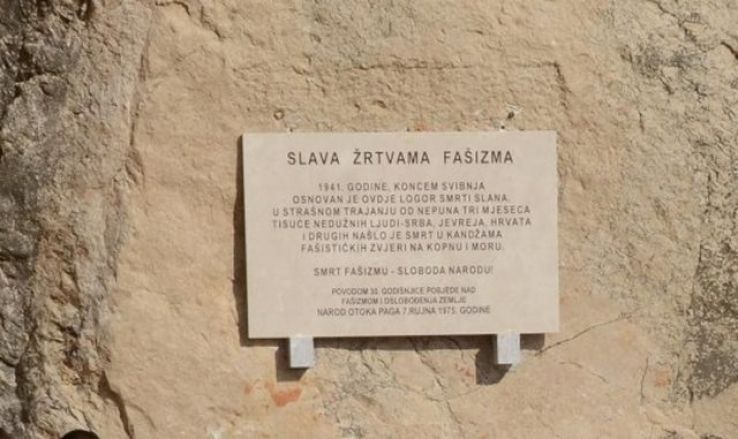 SLAVA ŽRTVAMA FAŠIZMA
1941. GODINE, KONCEM SVIBNJA
OSNOVAN JE OVDJE LOGOR SMRTI SLANA.
U STRAŠNOM TRAJANJU OD NEPUNA TRI MJESECA
TISUĆE NEDUŽNIH LJUDI-SRBA, JEVREJA, HRVATA
I DRUGIH NAŠLO JE SMRT U KANDŽAMA
FAŠISTIČKIH ZVJERI NA KOPNU I MORU.
SMRT FAŠIZMU - SLOBODA NARODU!
POVODOM 30. GODIŠNJICE POBJEDE NAD
FAŠIZMOM I OSLOBOĐENJA ZEMLJE
NAROD OTOKA PAGA 7.RUJNA 1975. GODINE